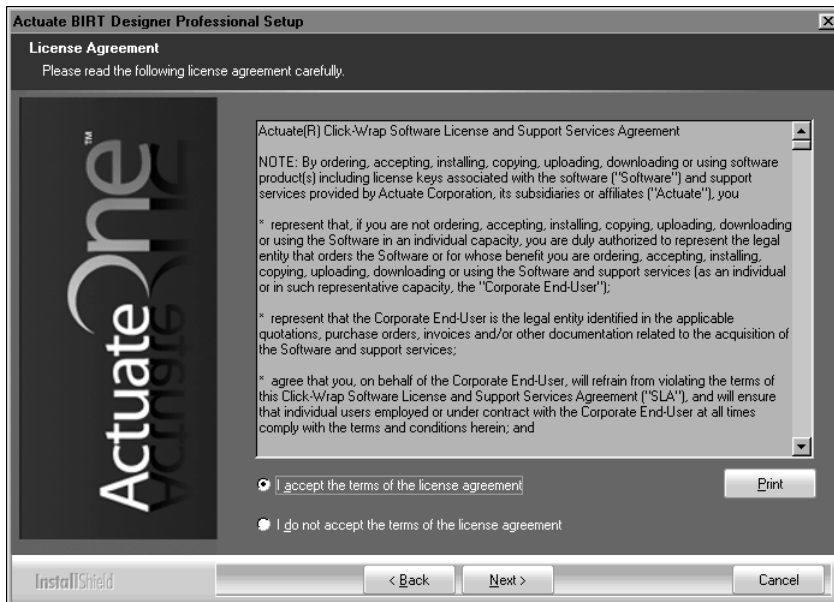 Actuate BIRT Designer Professional Setup
License Agreement
Please read the following license agreement carefully.
ActuateOne™
Actuate(R) Click-Wrap Software License and Support Services Agreement
NOTE: By ordering, accepting, installing, copying, uploading, downloading or using software
product(s) including license keys associated with the software ("Software") and support
services provided by Actuate Corporation, its subsidiaries or affiliates ("Actuate"), you
* represent that, if you are not ordering, accepting, installing, copying, uploading, downloading
or using the Software in an individual capacity, you are duly authorized to represent the legal
entity that orders the Software or for whose benefit you are ordering, accepting, installing,
copying, uploading, downloading or using the Software and support services (as an individual
or in such representative capacity, the "Corporate End-User");
* represent that the Corporate End-User is the legal entity identified in the applicable
quotations, purchase orders, invoices and/or other documentation related to the acquisition of
the Software and support services;
* agree that you, on behalf of the Corporate End-User, will refrain from violating the terms of
this Click-Wrap Software License and Support Services Agreement ("SLA"), and will ensure
that individual users employed or under contract with the Corporate End-User at all times
comply with the terms and conditions herein; and
I accept the terms of the license agreement
Print
I do not accept the terms of the license agreement
InstallShield
< Back
Next >
Cancel